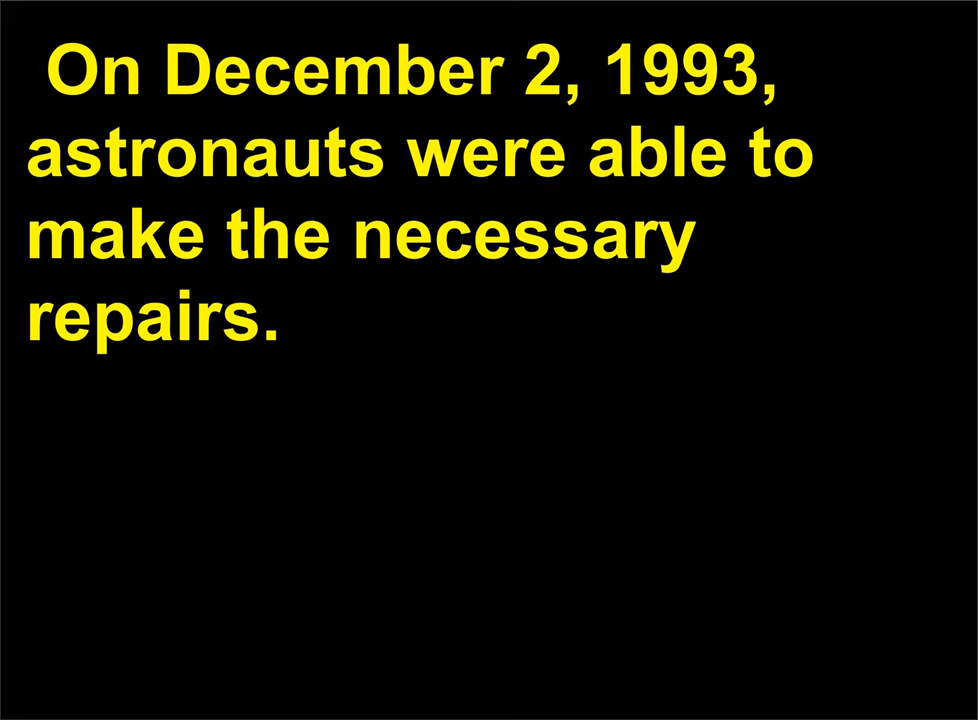 On December 2, 1993,
astronauts were able to
make the necessary
repairs.